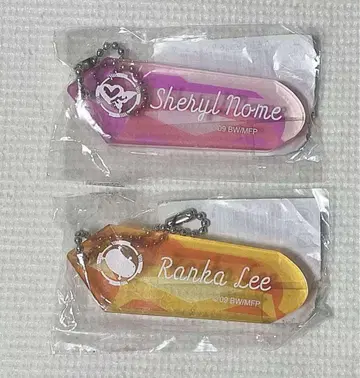 Sheryl Nome
09 BW/MFP
Ranka Lee
09 BW/MFP